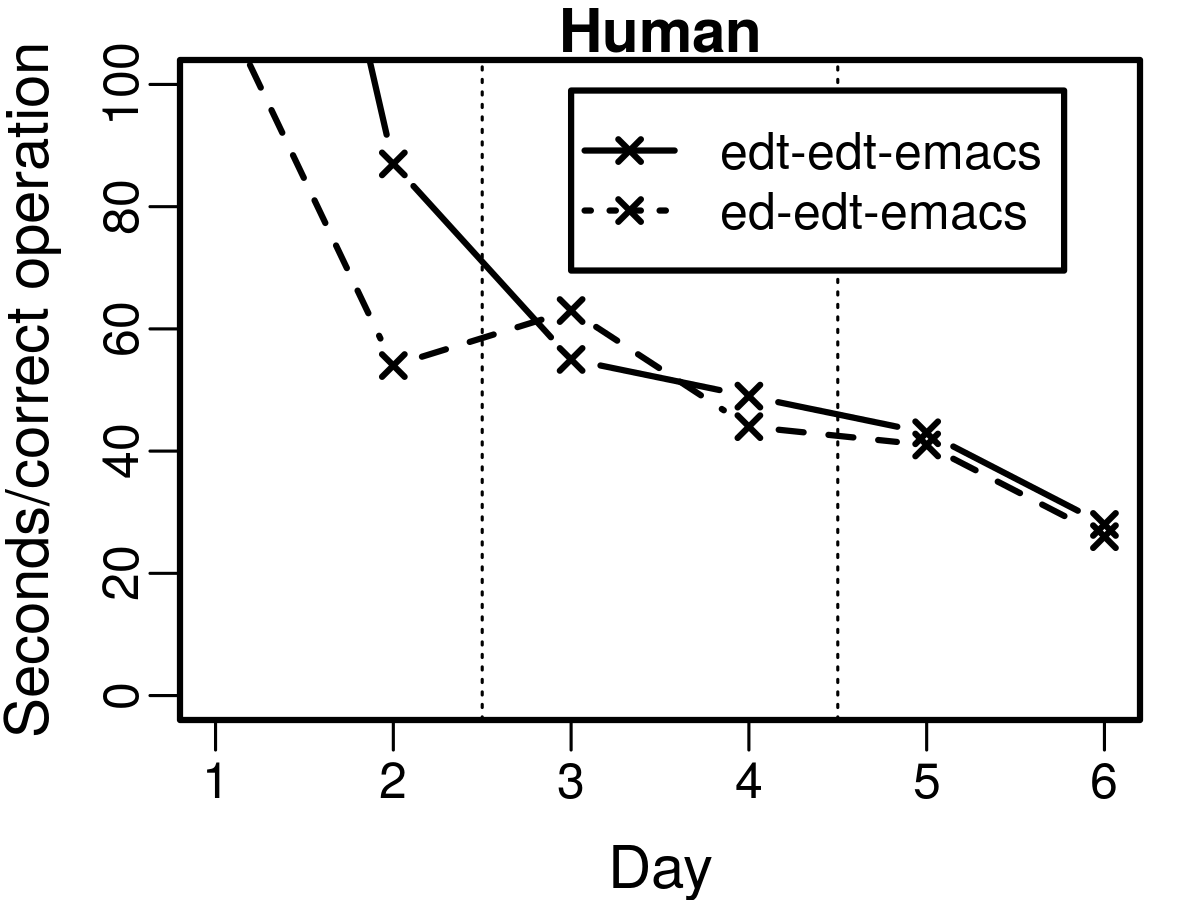 Human
Seconds/correct operation
100
80
60
40
20
0
edt-edt-emacs
ed-edt-emacs
1 2 3 4 5 6
Day